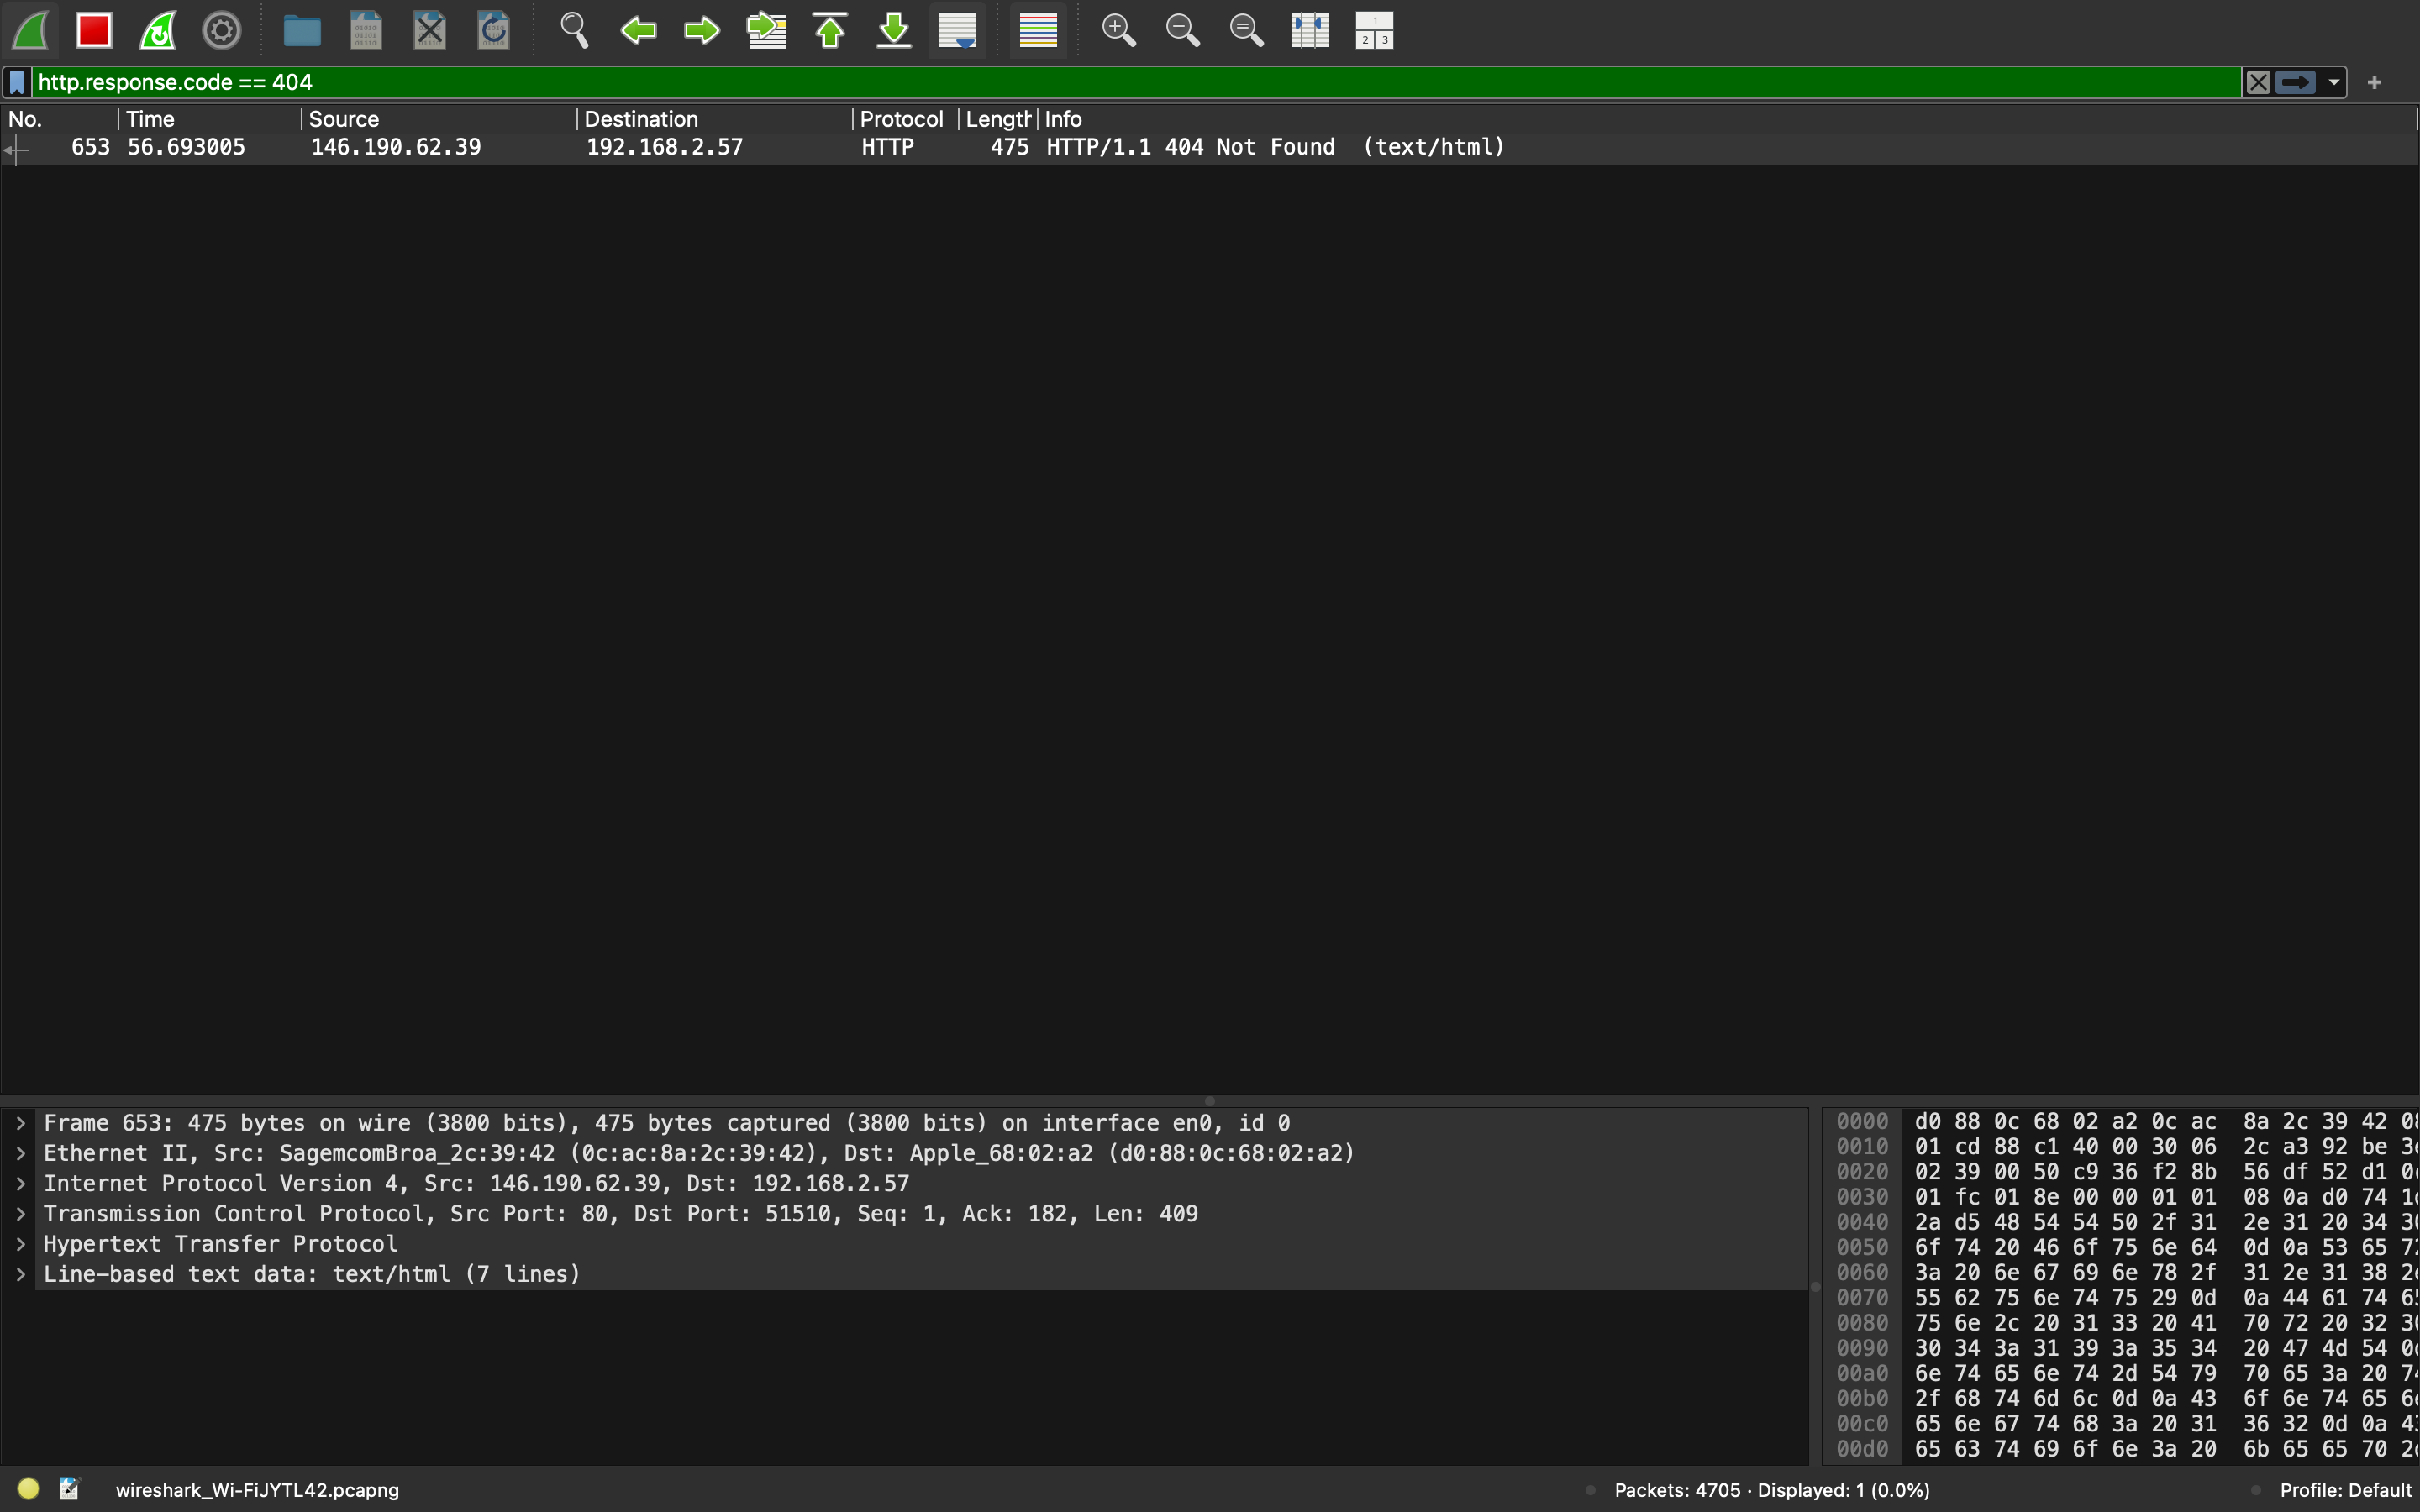 http.response.code == 404
No. Time Source Destination Protocol Length Info
653 56.693005 146.190.62.39 192.168.2.57 HTTP 475 HTTP/1.1 404 Not Found (text/html)
Frame 653: 475 bytes on wire (3800 bits), 475 bytes captured (3800 bits) on interface en0, id 0
Ethernet II, Src: SagemcomBroa_2c:39:42 (0c:ac:8a:2c:39:42), Dst: Apple_68:02:a2 (d0:88:0c:68:02:a2)
Internet Protocol Version 4, Src: 146.190.62.39, Dst: 192.168.2.57
Transmission Control Protocol, Src Port: 80, Dst Port: 51510, Seq: 1, Ack: 182, Len: 409
Hypertext Transfer Protocol
Line-based text data: text/html (7 lines)
0000 d0 88 0c 68 02 a2 0c ac 8a 2c 39 42
0010 01 cd 88 c1 40 00 30 06 2c a3 92 be
0020 02 39 00 50 c9 36 f2 8b 56 df 52 d1
0030 01 fc 01 8e 00 00 01 01 08 0a d0 74
0040 2a d5 48 54 54 50 2f 31 2e 31 20 34
0050 6f 74 20 46 6f 75 6e 64 0d 0a 53 65
0060 3a 20 6e 67 69 6e 78 2f 31 2e 31 38
0070 55 62 75 6e 74 75 29 0d 0a 44 61 74
0080 75 6e 2c 20 31 33 20 41 70 72 20 32
0090 30 34 3a 31 39 3a 35 34 20 47 4d 54
00a0 6e 74 65 6e 74 2d 54 79 70 65 3a 20
00b0 2f 68 74 6d 6c 0d 0a 43 6f 6e 74 65
00c0 65 6e 67 74 68 3a 20 31 36 32 0d 0a
00d0 65 63 74 69 6f 6e 3a 20 6b 65 65 70
wireshark_Wi-FiJYTL42.pcapng
Packets: 4705 · Displayed: 1 (0.0%)
Profile: Default